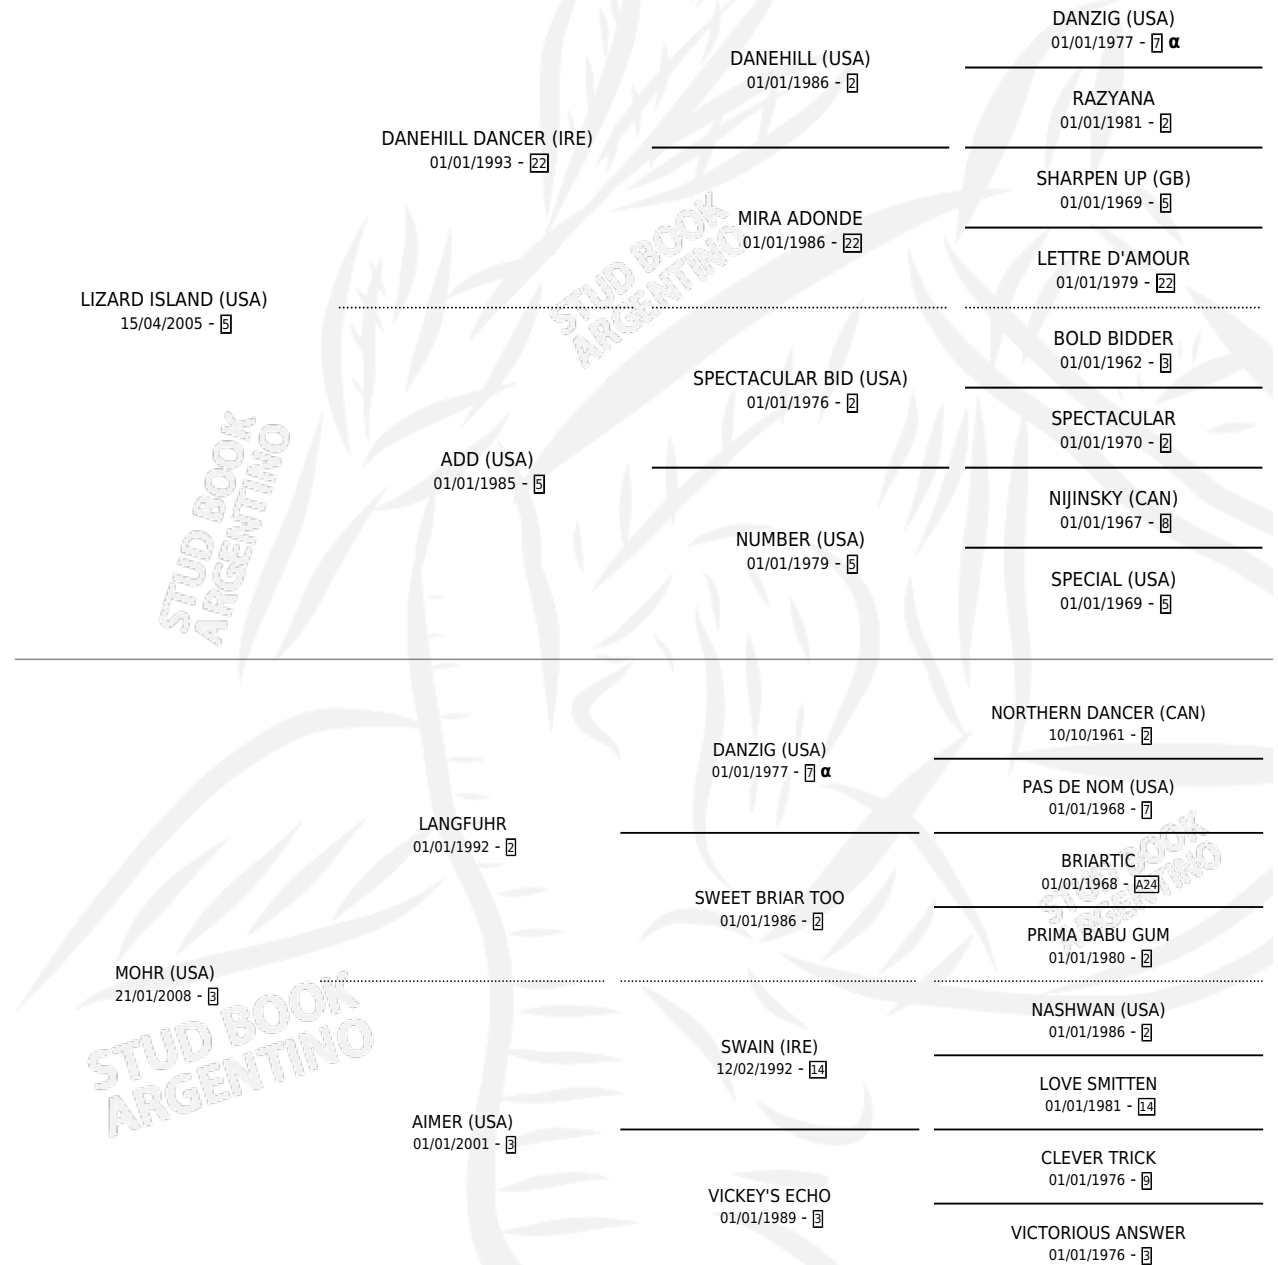 DANZIG (USA)
01/01/1977 - 7 α
DANEHILL (USA)
01/01/1986 - 2
RAZYANA
01/01/1981 - 2
DANEHILL DANCER (IRE)
01/01/1993 - 22
SHARPEN UP (GB)
01/01/1969 - 5
MIRA ADONDE
01/01/1986 - 22
LETTRE D'AMOUR
01/01/1979 - 22
LIZARD ISLAND (USA)
15/04/2005 - 5
BOLD BIDDER
01/01/1962 - 3
SPECTACULAR BID (USA)
01/01/1976 - 2
SPECTACULAR
01/01/1970 - 2
ADD (USA)
01/01/1985 - 5
NIJINSKY (CAN)
01/01/1967 - 8
NUMBER (USA)
01/01/1979 - 5
SPECIAL (USA)
01/01/1969 - 5
NORTHERN DANCER (CAN)
10/10/1961 - 2
DANZIG (USA)
01/01/1977 - 7 α
PAS DE NOM (USA)
01/01/1968 - 7
LANGFUHR
01/01/1992 - 2
BRIARTIC
01/01/1968 - A24
SWEET BRIAR TOO
01/01/1986 - 2
PRIMA BABU GUM
01/01/1980 - 2
MOHR (USA)
21/01/2008 - 3
NASHWAN (USA)
01/01/1986 - 2
SWAIN (IRE)
12/02/1992 - 14
LOVE SMITTEN
01/01/1981 - 14
AIMER (USA)
01/01/2001 - 3
CLEVER TRICK
01/01/1976 - 9
VICKEY'S ECHO
01/01/1989 - 3
VICTORIOUS ANSWER
01/01/1976 - 3
STUD BOOK
ARGENTINO
STUD BOOK
ARGENTINO
STUD BOOK
ARGENTINO
STUD BOOK
ARGENTINO